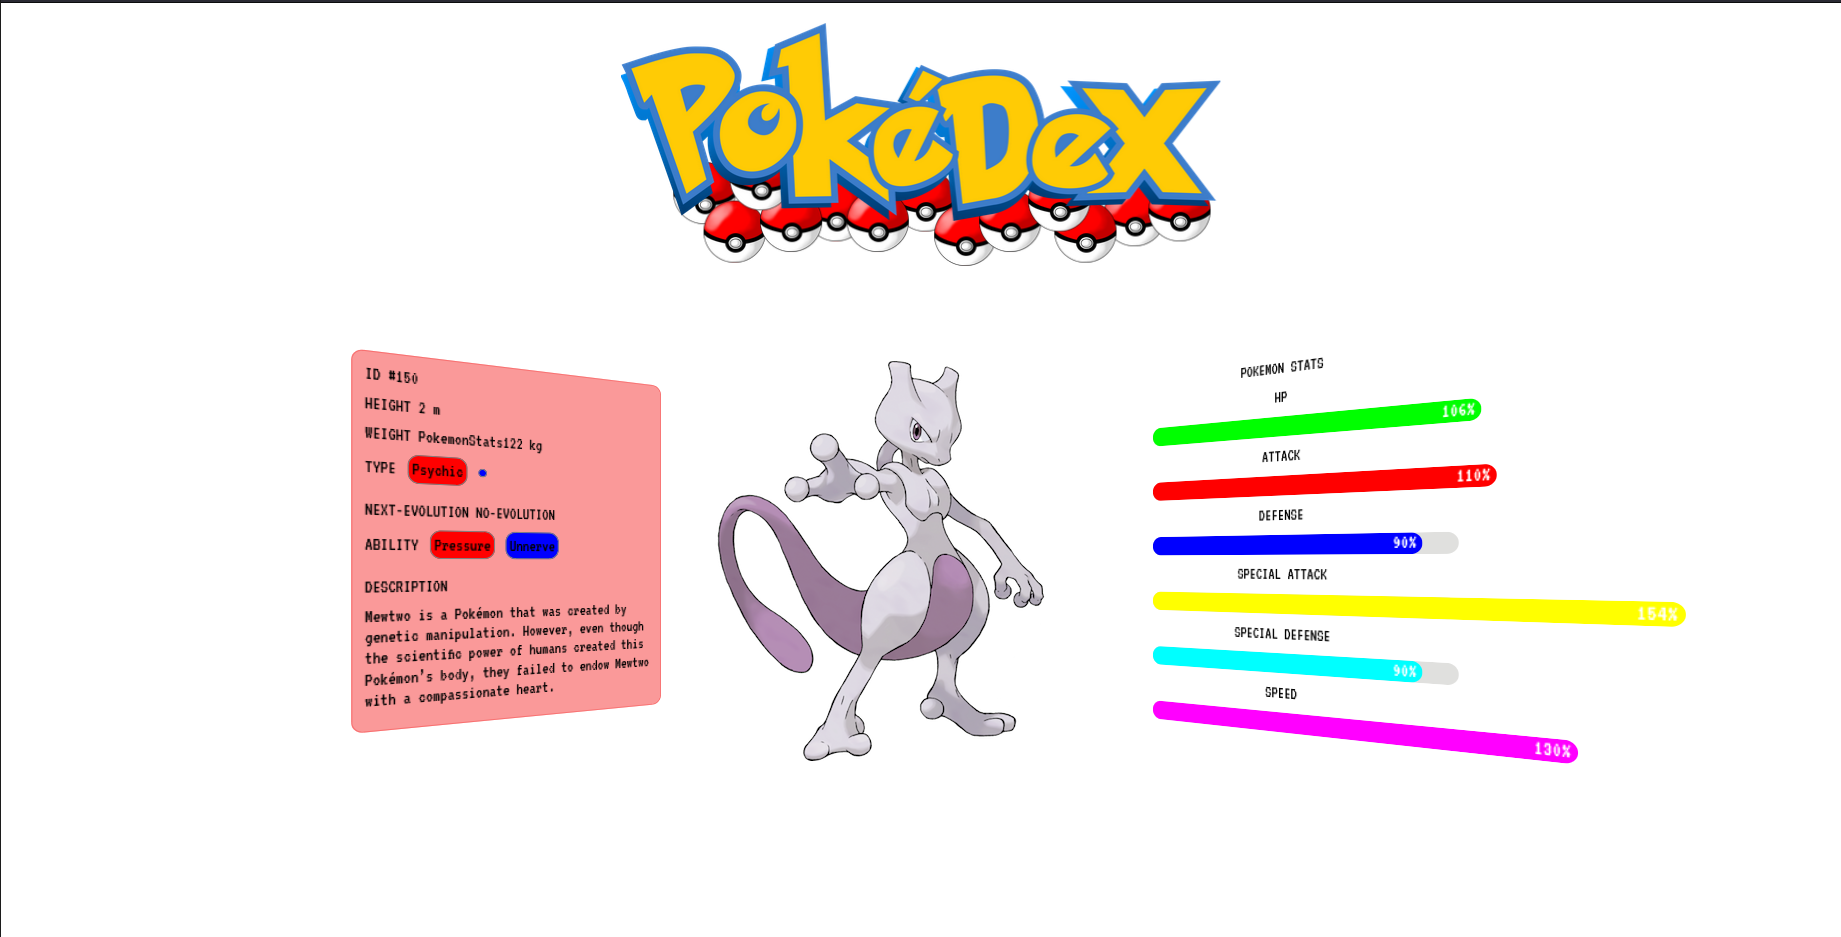 PokéDex
ID #150
HEIGHT 2 m
WEIGHT PokemonStats122 kg
TYPE Psychic
NEXT-EVOLUTION NO-EVOLUTION
ABILITY Pressure Unnerve
DESCRIPTION
Mewtwo is a Pokémon that was created by
genetic manipulation. However, even though
the scientific power of humans created this
Pokémon's body, they failed to endow Mewtwo
with a compassionate heart.
POKEMON STATS
HP
106%
ATTACK
110%
DEFENSE
90%
SPECIAL ATTACK
154%
SPECIAL DEFENSE
90%
SPEED
130%